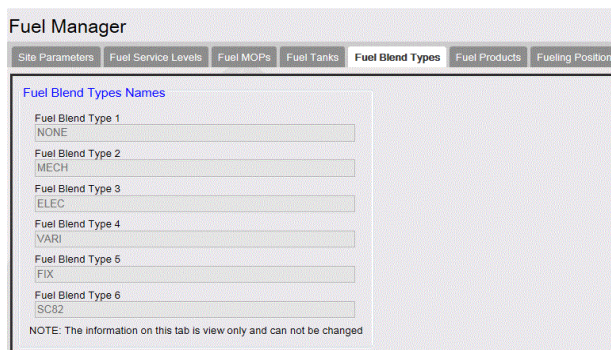 Fuel Manager
Site Parameters Fuel Service Levels Fuel MOPs Fuel Tanks Fuel Blend Types Fuel Products Fueling Position
Fuel Blend Types Names
Fuel Blend Type 1
NONE
Fuel Blend Type 2
MECH
Fuel Blend Type 3
ELEC
Fuel Blend Type 4
VARI
Fuel Blend Type 5
FIX
Fuel Blend Type 6
SC82
NOTE: The information on this tab is view only and can not be changed